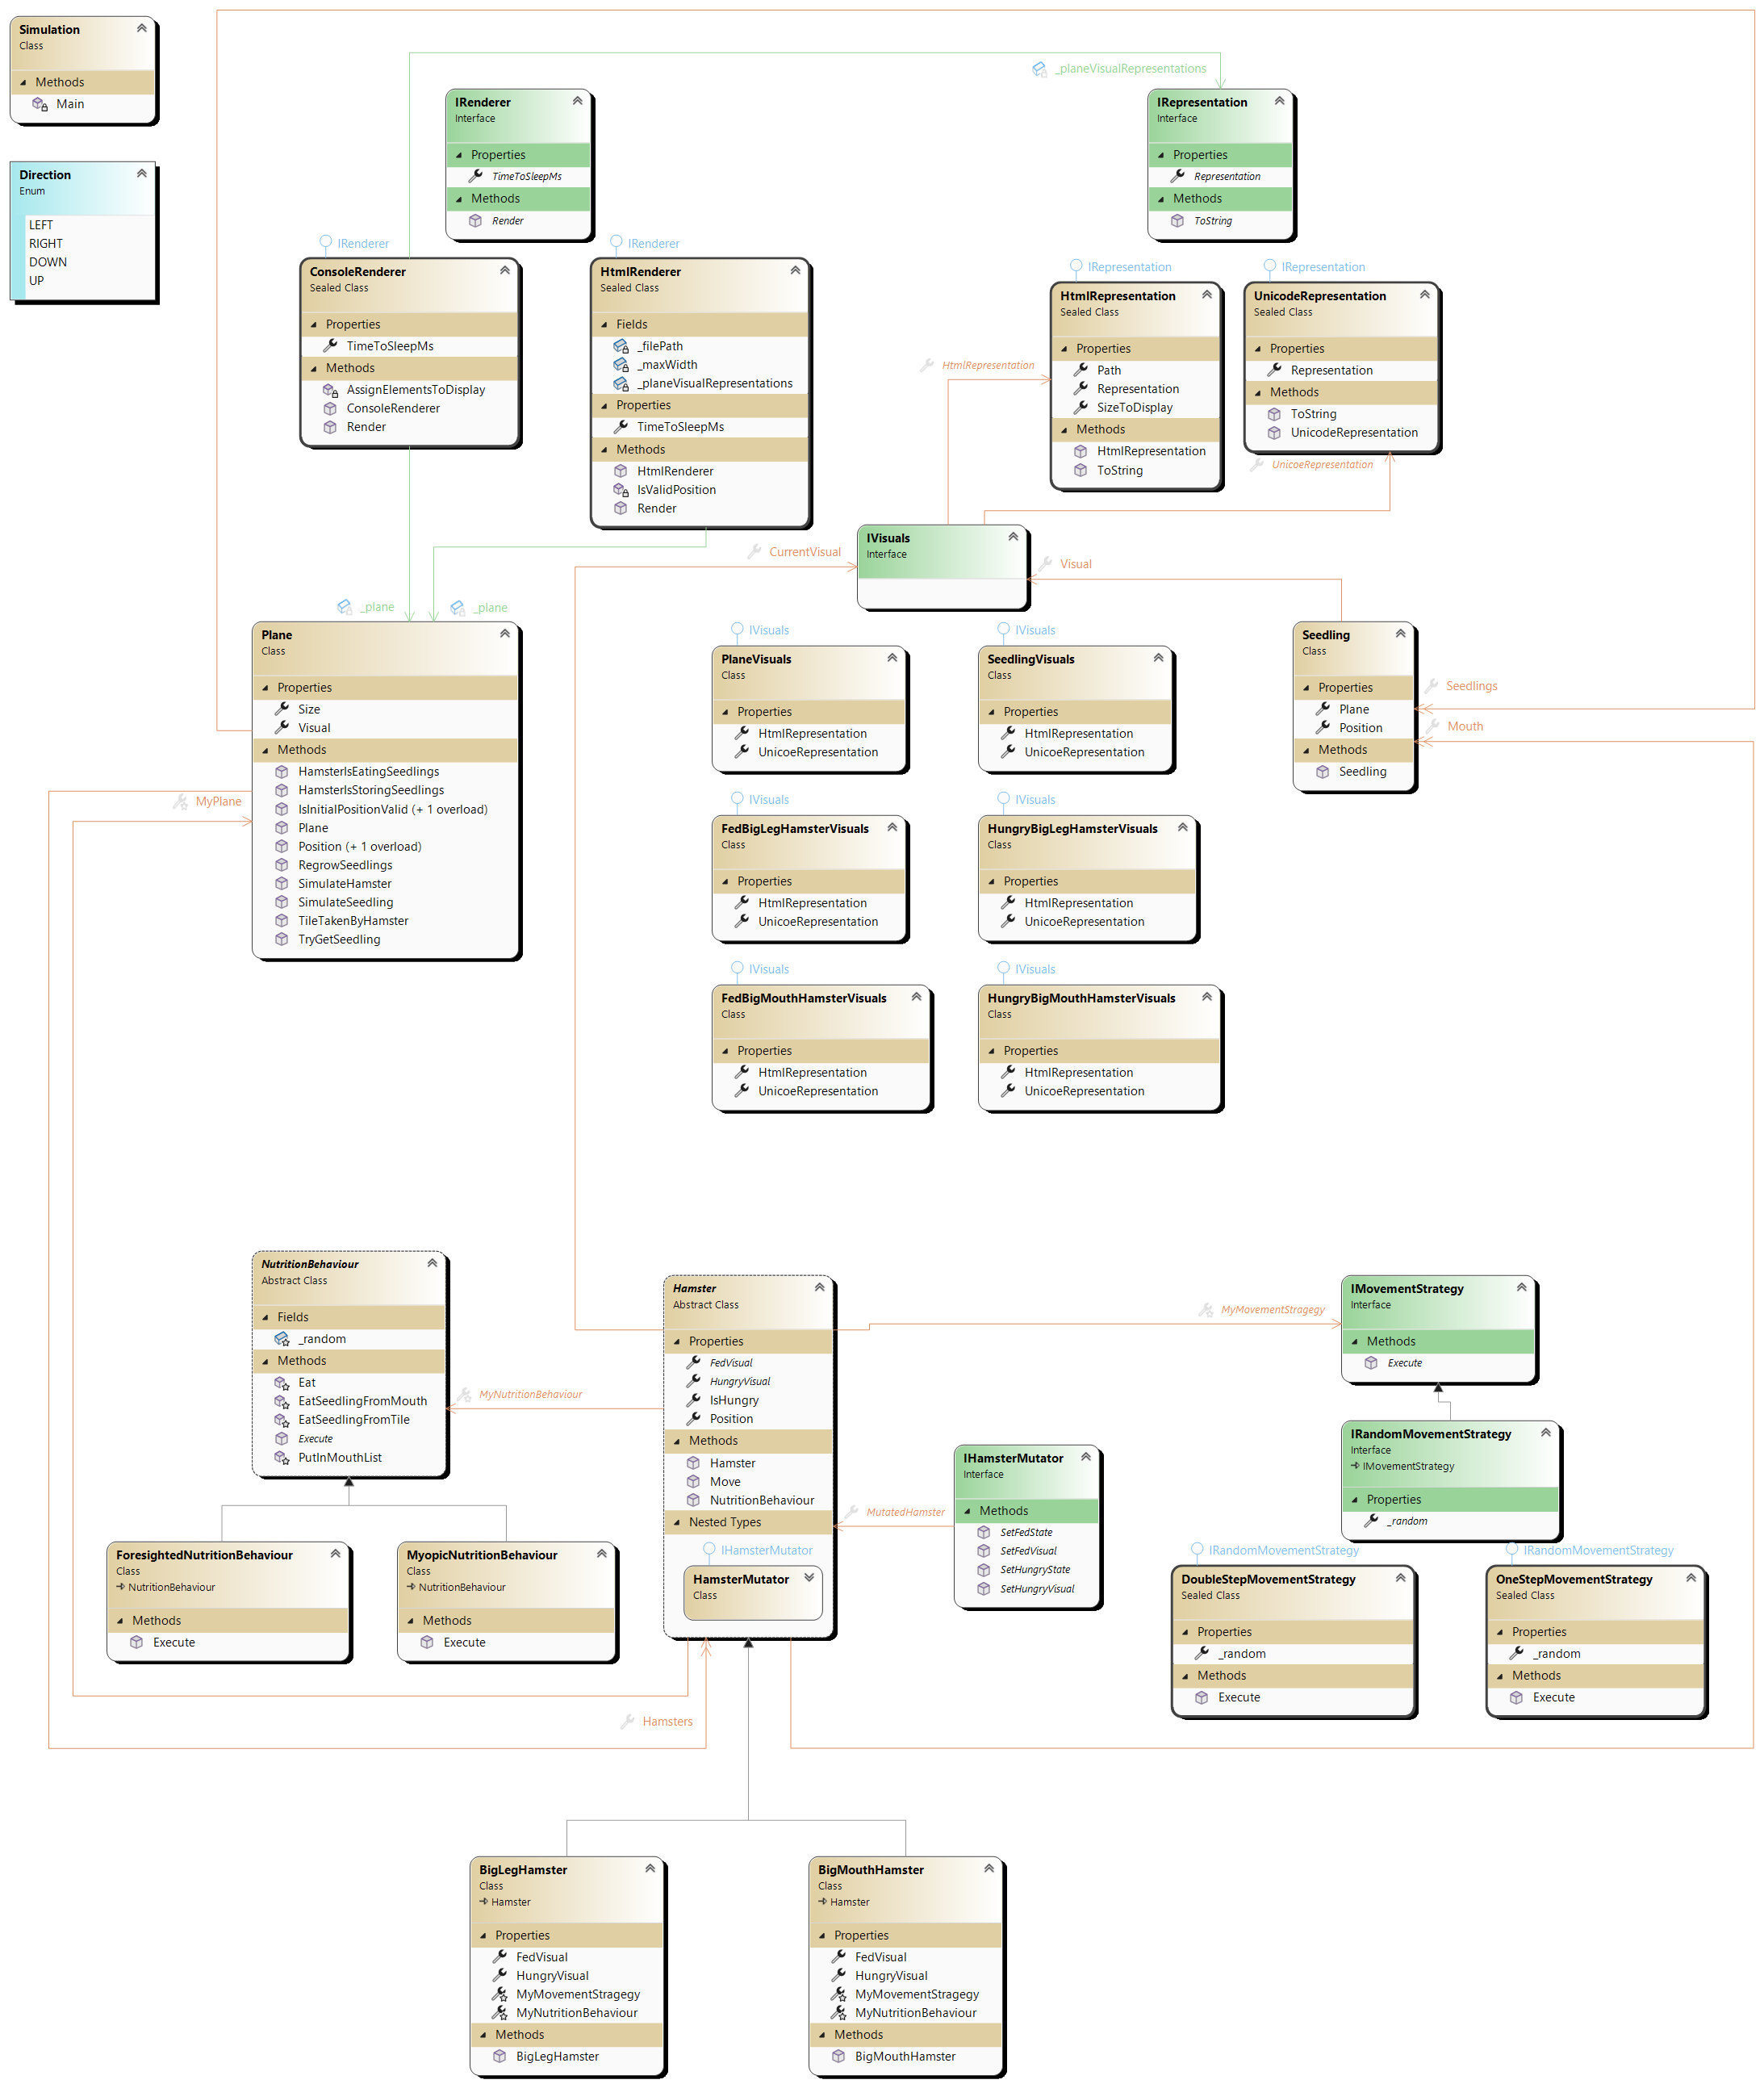 Simulation
Class
Methods
Main
Direction
Enum
LEFT
RIGHT
DOWN
UP
_planeVisualRepresentations
IRenderer
Interface
Properties
TimeToSleepMs
Methods
Render
IRepresentation
Interface
Properties
Representation
Methods
ToString
IRenderer
ConsoleRenderer
Sealed Class
Properties
TimeToSleepMs
Methods
AssignElementsToDisplay
ConsoleRenderer
Render
IRenderer
HtmlRenderer
Sealed Class
Fields
_filePath
_maxWidth
_planeVisualRepresentations
Properties
TimeToSleepMs
Methods
HtmlRenderer
IsValidPosition
Render
IRepresentation
HtmlRepresentation
Sealed Class
Properties
Path
Representation
SizeToDisplay
Methods
HtmlRepresentation
ToString
IRepresentation
UnicodeRepresentation
Sealed Class
Properties
Representation
Methods
ToString
UnicodeRepresentation
HtmlRepresentation
UnicoeRepresentation
CurrentVisual
IVisuals
Interface
Visual
_plane
_plane
Plane
Class
Properties
Size
Visual
Methods
HamsterIsEatingSeedlings
HamsterIsStoringSeedlings
IsInitialPositionValid (+ 1 overload)
Plane
Position (+ 1 overload)
RegrowSeedlings
SimulateHamster
SimulateSeedling
TileTakenByHamster
TryGetSeedling
MyPlane
IVisuals
PlaneVisuals
Class
Properties
HtmlRepresentation
UnicoeRepresentation
IVisuals
SeedlingVisuals
Class
Properties
HtmlRepresentation
UnicoeRepresentation
Seedling
Class
Properties
Plane
Position
Methods
Seedling
Seedlings
Mouth
IVisuals
FedBigLegHamsterVisuals
Class
Properties
HtmlRepresentation
UnicoeRepresentation
IVisuals
HungryBigLegHamsterVisuals
Class
Properties
HtmlRepresentation
UnicoeRepresentation
IVisuals
FedBigMouthHamsterVisuals
Class
Properties
HtmlRepresentation
UnicoeRepresentation
IVisuals
HungryBigMouthHamsterVisuals
Class
Properties
HtmlRepresentation
UnicoeRepresentation
NutritionBehaviour
Abstract Class
Fields
_random
Methods
Eat
EatSeedlingFromMouth
EatSeedlingFromTile
Execute
PutInMouthList
MyNutritionBehaviour
Hamster
Abstract Class
Properties
FedVisual
HungryVisual
IsHungry
Position
Methods
Hamster
Move
NutritionBehaviour
Nested Types
IHamsterMutator
HamsterMutator
Class
MyMovementStragegy
IMovementStrategy
Interface
Methods
Execute
IRandomMovementStrategy
Interface
IMovementStrategy
Properties
_random
MutatedHamster
IHamsterMutator
Interface
Methods
SetFedState
SetFedVisual
SetHungryState
SetHungryVisual
ForesightedNutritionBehaviour
Class
NutritionBehaviour
Methods
Execute
MyopicNutritionBehaviour
Class
NutritionBehaviour
Methods
Execute
IRandomMovementStrategy
DoubleStepMovementStrategy
Sealed Class
Properties
_random
Methods
Execute
IRandomMovementStrategy
OneStepMovementStrategy
Sealed Class
Properties
_random
Methods
Execute
Hamsters
BigLegHamster
Class
Hamster
Properties
FedVisual
HungryVisual
MyMovementStragegy
MyNutritionBehaviour
Methods
BigLegHamster
BigMouthHamster
Class
Hamster
Properties
FedVisual
HungryVisual
MyMovementStragegy
MyNutritionBehaviour
Methods
BigMouthHamster